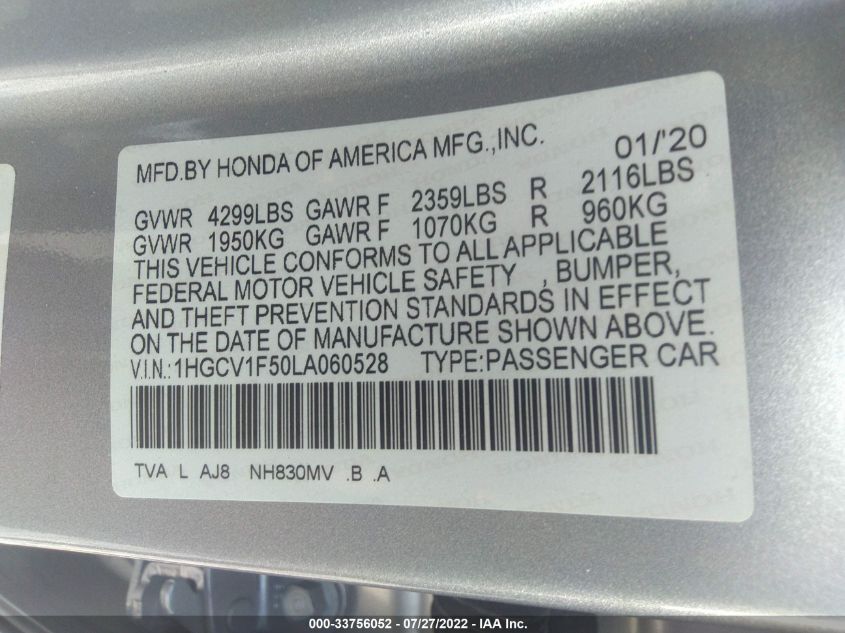 MFD.BY HONDA OF AMERICA MFG.,INC. 01/'20
GVWR 4299LBS GAWR F 2359LBS R 2116LBS
GVWR 1950KG GAWR F 1070KG R 960KG
THIS VEHICLE CONFORMS TO ALL APPLICABLE
FEDERAL MOTOR VEHICLE SAFETY , BUMPER,
AND THEFT PREVENTION STANDARDS IN EFFECT
ON THE DATE OF MANUFACTURE SHOWN ABOVE.
V.I.N.:1HGCV1F50LA060528 TYPE:PASSENGER CAR
TVA L AJ8 NH830MV .B .A
000-33756052 / 07/27/2022 - IAA Inc.